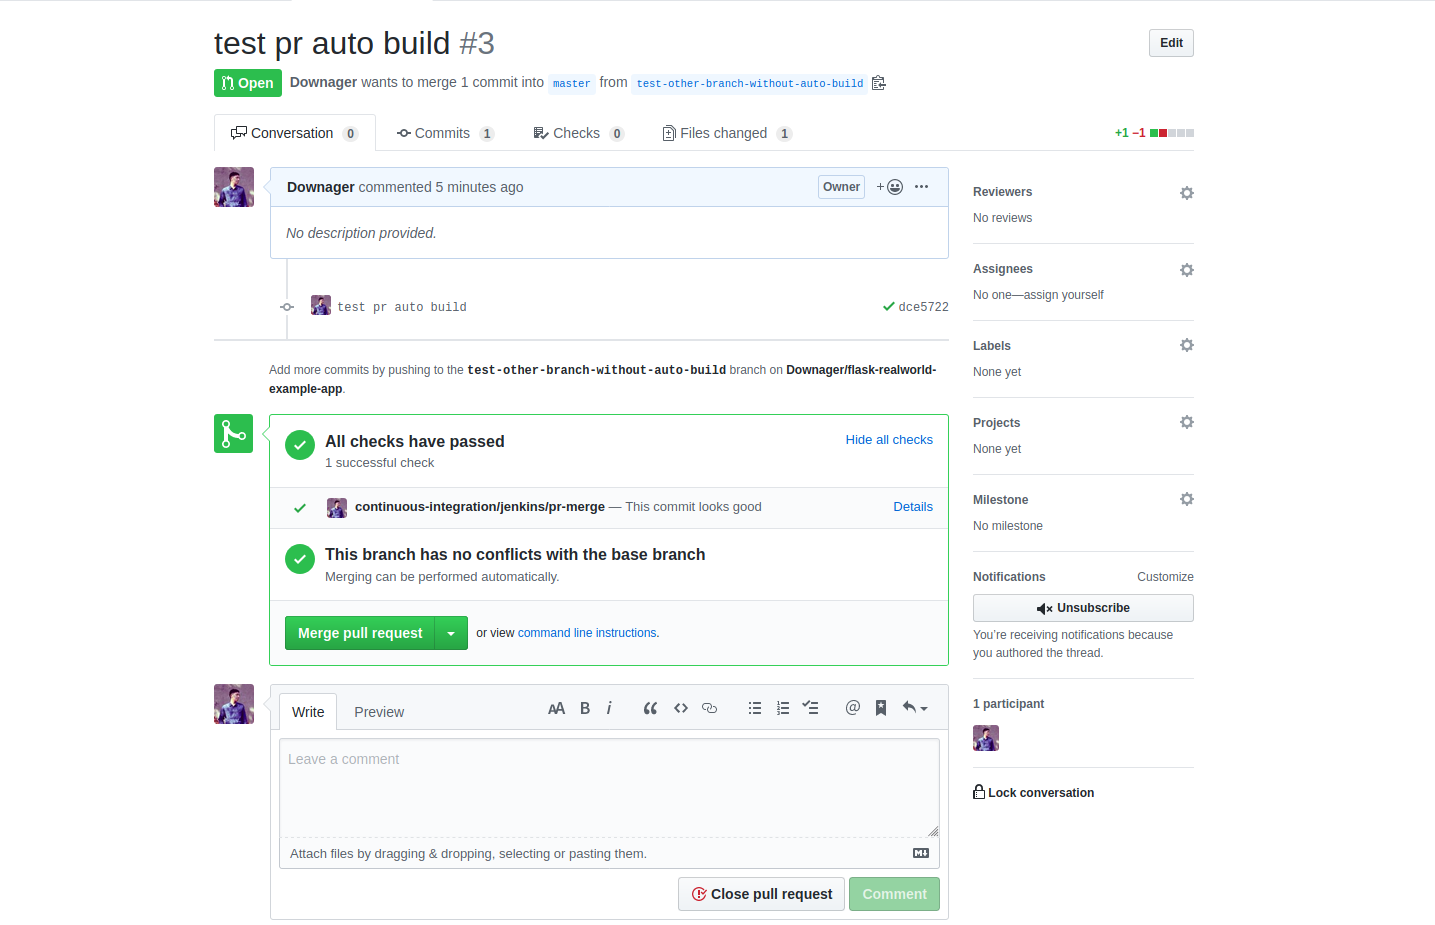 test pr auto build #3
Edit
Open Downager wants to merge 1 commit into master from test-other-branch-without-auto-build
Conversation 0 Commits 1 Checks 0 Files changed 1 +1 −1
Downager commented 5 minutes ago Owner + ···
No description provided.
test pr auto build dce5722
Add more commits by pushing to the test-other-branch-without-auto-build branch on Downager/flask-realworld-
example-app.
All checks have passed Hide all checks
1 successful check
continuous-integration/jenkins/pr-merge — This commit looks good Details
This branch has no conflicts with the base branch
Merging can be performed automatically.
Merge pull request or view command line instructions.
Write Preview AA B i “ <> @
Leave a comment
Attach files by dragging & dropping, selecting or pasting them. M↓
Close pull request Comment
Reviewers
No reviews
Assignees
No one—assign yourself
Labels
None yet
Projects
None yet
Milestone
No milestone
Notifications Customize
Unsubscribe
You’re receiving notifications because
you authored the thread.
1 participant
Lock conversation